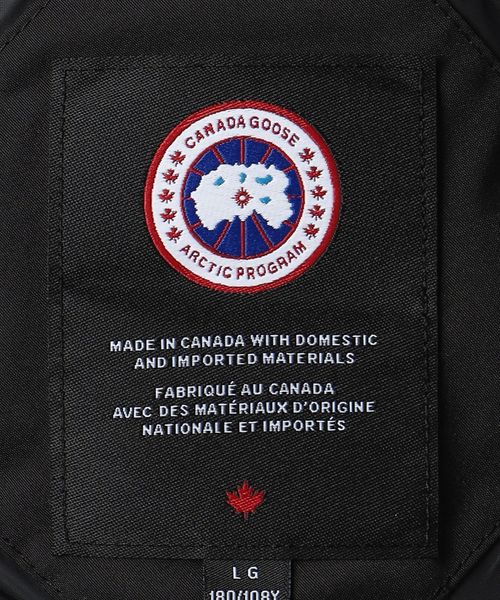 CANADA GOOSE
ARCTIC PROGRAM
MADE IN CANADA WITH DOMESTIC
AND IMPORTED MATERIALS
FABRIQUÉ AU CANADA
AVEC DES MATÉRIAUX D'ORIGINE
NATIONALE ET IMPORTÉS
LG
180/108Y